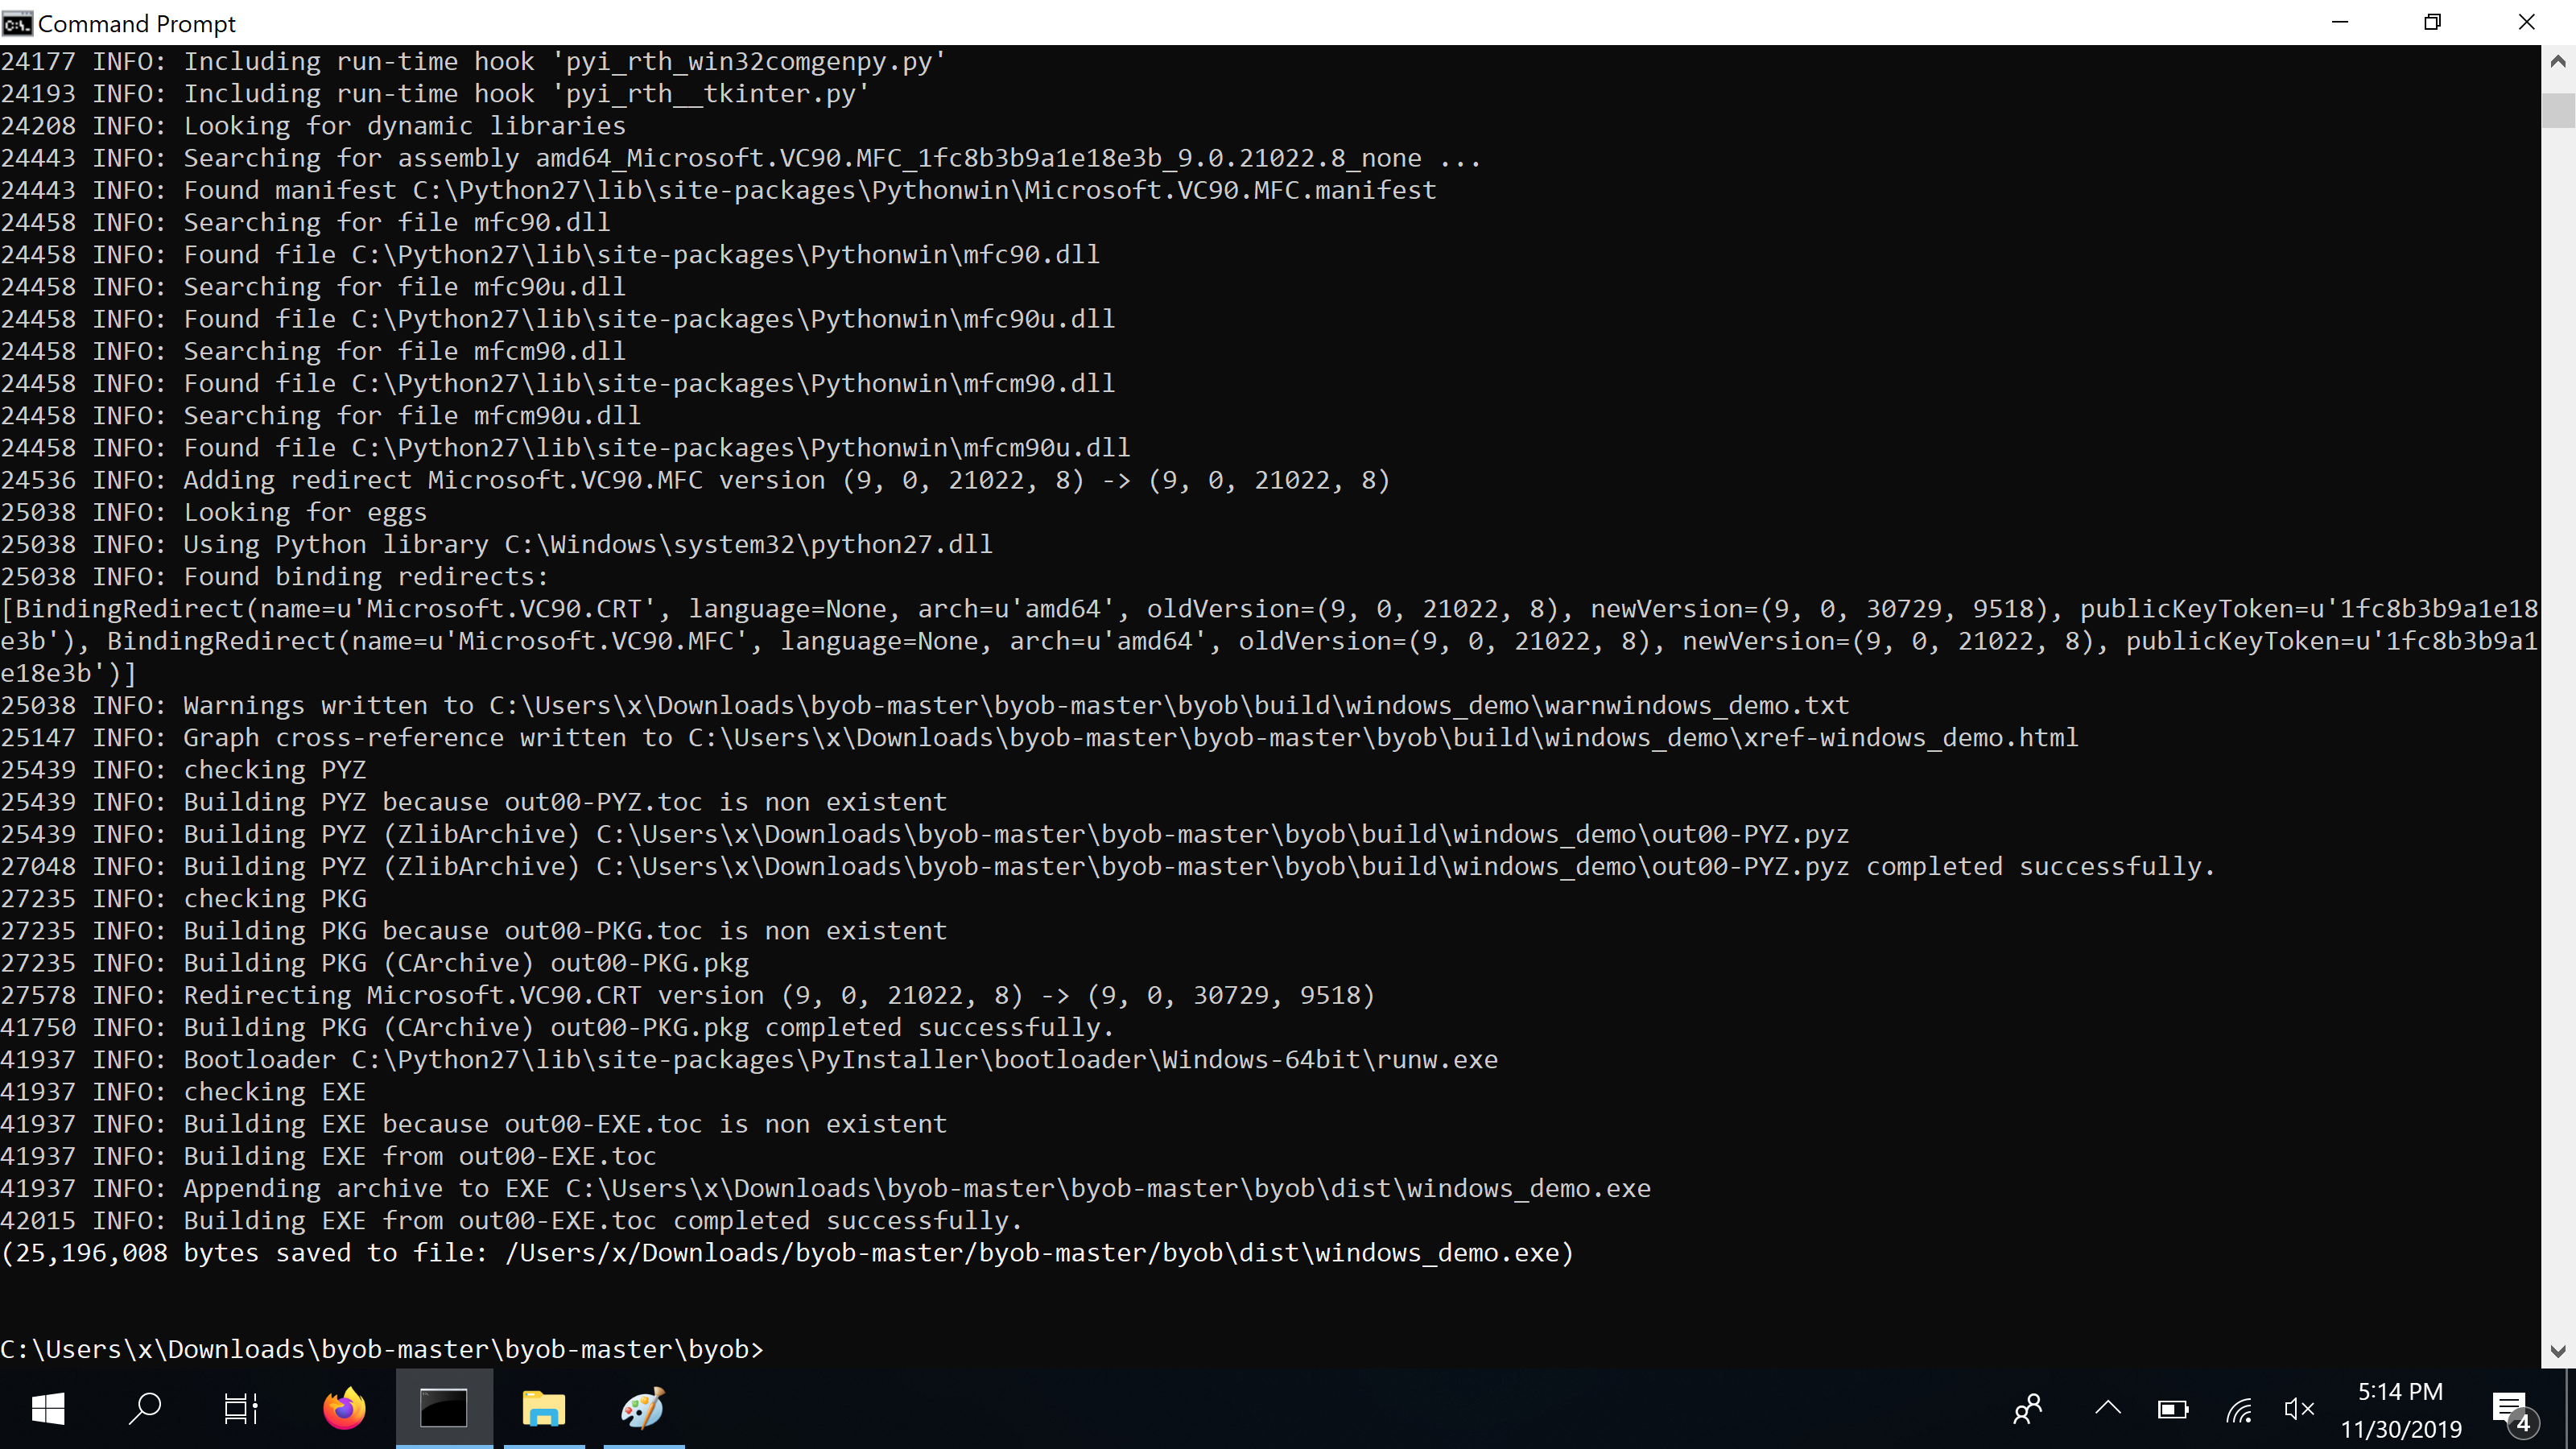 Command Prompt
24177 INFO: Including run-time hook 'pyi_rth_win32comgenpy.py'
24193 INFO: Including run-time hook 'pyi_rth__tkinter.py'
24208 INFO: Looking for dynamic libraries
24443 INFO: Searching for assembly amd64_Microsoft.VC90.MFC_1fc8b3b9a1e18e3b_9.0.21022.8_none ...
24443 INFO: Found manifest C:\Python27\lib\site-packages\Pythonwin\Microsoft.VC90.MFC.manifest
24458 INFO: Searching for file mfc90.dll
24458 INFO: Found file C:\Python27\lib\site-packages\Pythonwin\mfc90.dll
24458 INFO: Searching for file mfc90u.dll
24458 INFO: Found file C:\Python27\lib\site-packages\Pythonwin\mfc90u.dll
24458 INFO: Searching for file mfcm90.dll
24458 INFO: Found file C:\Python27\lib\site-packages\Pythonwin\mfcm90.dll
24458 INFO: Searching for file mfcm90u.dll
24458 INFO: Found file C:\Python27\lib\site-packages\Pythonwin\mfcm90u.dll
24536 INFO: Adding redirect Microsoft.VC90.MFC version (9, 0, 21022, 8) -> (9, 0, 21022, 8)
25038 INFO: Looking for eggs
25038 INFO: Using Python library C:\Windows\system32\python27.dll
25038 INFO: Found binding redirects:
[BindingRedirect(name=u'Microsoft.VC90.CRT', language=None, arch=u'amd64', oldVersion=(9, 0, 21022, 8), newVersion=(9, 0, 30729, 9518), publicKeyToken=u'1fc8b3b9a1e18
e3b'), BindingRedirect(name=u'Microsoft.VC90.MFC', language=None, arch=u'amd64', oldVersion=(9, 0, 21022, 8), newVersion=(9, 0, 21022, 8), publicKeyToken=u'1fc8b3b9a1
e18e3b')]
25038 INFO: Warnings written to C:\Users\x\Downloads\byob-master\byob-master\byob\build\windows_demo\warnwindows_demo.txt
25147 INFO: Graph cross-reference written to C:\Users\x\Downloads\byob-master\byob-master\byob\build\windows_demo\xref-windows_demo.html
25439 INFO: checking PYZ
25439 INFO: Building PYZ because out00-PYZ.toc is non existent
25439 INFO: Building PYZ (ZlibArchive) C:\Users\x\Downloads\byob-master\byob-master\byob\build\windows_demo\out00-PYZ.pyz
27048 INFO: Building PYZ (ZlibArchive) C:\Users\x\Downloads\byob-master\byob-master\byob\build\windows_demo\out00-PYZ.pyz completed successfully.
27235 INFO: checking PKG
27235 INFO: Building PKG because out00-PKG.toc is non existent
27235 INFO: Building PKG (CArchive) out00-PKG.pkg
27578 INFO: Redirecting Microsoft.VC90.CRT version (9, 0, 21022, 8) -> (9, 0, 30729, 9518)
41750 INFO: Building PKG (CArchive) out00-PKG.pkg completed successfully.
41937 INFO: Bootloader C:\Python27\lib\site-packages\PyInstaller\bootloader\Windows-64bit\runw.exe
41937 INFO: checking EXE
41937 INFO: Building EXE because out00-EXE.toc is non existent
41937 INFO: Building EXE from out00-EXE.toc
41937 INFO: Appending archive to EXE C:\Users\x\Downloads\byob-master\byob-master\byob\dist\windows_demo.exe
42015 INFO: Building EXE from out00-EXE.toc completed successfully.
(25,196,008 bytes saved to file: /Users/x/Downloads/byob-master/byob-master/byob\dist\windows_demo.exe)
C:\Users\x\Downloads\byob-master\byob-master\byob>
5:14 PM
11/30/2019
4